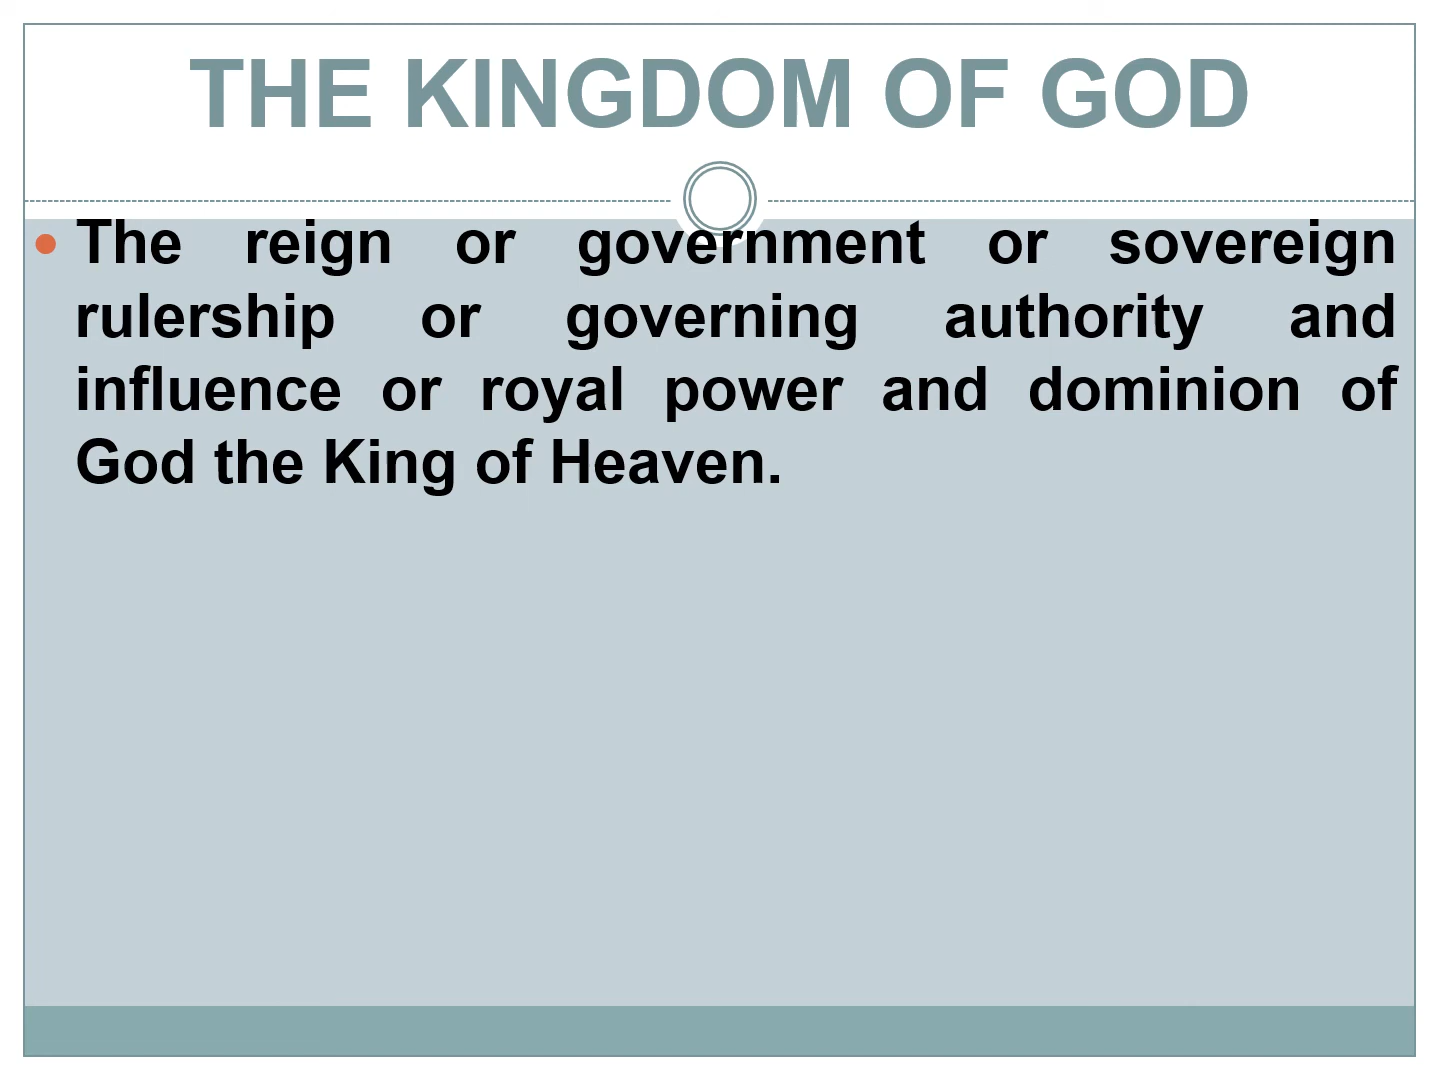 THE KINGDOM OF GOD
• The reign or government or sovereign
rulership or governing authority and
influence or royal power and dominion of
God the King of Heaven.